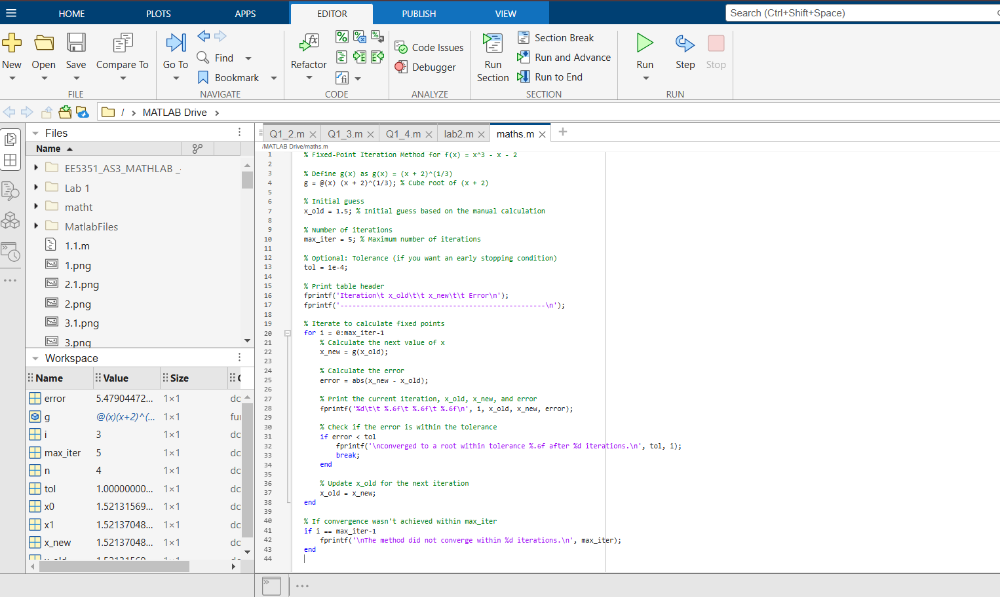 HOME PLOTS APPS EDITOR PUBLISH VIEW Search (Ctrl+Shift+Space)
New Open Save Compare To
FILE
Go To Find Bookmark
NAVIGATE
Refactor
CODE
Code Issues
Debugger
ANALYZE
Run Section
Section Break
Run and Advance
Run to End
SECTION
Run Step Stop
RUN
/ › MATLAB Drive ›
Files
Name
EE5351_AS3_MATHLAB _
Lab 1
matht
MatlabFiles
1.1.m
1.png
2.1.png
2.png
3.1.png
3.png
Workspace
Name Value Size
error 5.47904472... 1×1 do
g @(x)(x+2)^(... 1×1 fu
i 3 1×1 do
max_iter 5 1×1 do
n 4 1×1 do
tol 1.00000000... 1×1 do
x0 1.52131569... 1×1 do
x1 1.52137048... 1×1 do
x_new 1.52137048... 1×1 do
Q1_2.m Q1_3.m Q1_4.m lab2.m maths.m
/MATLAB Drive/maths.m
1 % Fixed-Point Iteration Method for f(x) = x^3 - x - 2
2
3 % Define g(x) as g(x) = (x + 2)^(1/3)
4 g = @(x) (x + 2)^(1/3); % Cube root of (x + 2)
5
6 % Initial guess
7 x_old = 1.5; % Initial guess based on the manual calculation
8
9 % Number of iterations
10 max_iter = 5; % Maximum number of iterations
11
12 % Optional: Tolerance (if you want an early stopping condition)
13 tol = 1e-4;
14
15 % Print table header
16 fprintf('Iteration\t x_old\t\t x_new\t\t Error\n');
17 fprintf('---------------------------------------------------\n');
18
19 % Iterate to calculate fixed points
20 for i = 0:max_iter-1
21 % Calculate the next value of x
22 x_new = g(x_old);
23
24 % Calculate the error
25 error = abs(x_new - x_old);
26
27 % Print the current iteration, x_old, x_new, and error
28 fprintf('%d\t\t %.6f\t %.6f\t %.6f\n', i, x_old, x_new, error);
29
30 % Check if the error is within the tolerance
31 if error < tol
32 fprintf('\nConverged to a root within tolerance %.6f after %d iterations.\n', tol, i);
33 break;
34 end
35
36 % Update x_old for the next iteration
37 x_old = x_new;
38 end
39
40 % If convergence wasn't achieved within max_iter
41 if i == max_iter-1
42 fprintf('\nThe method did not converge within %d iterations.\n', max_iter);
43 end
44